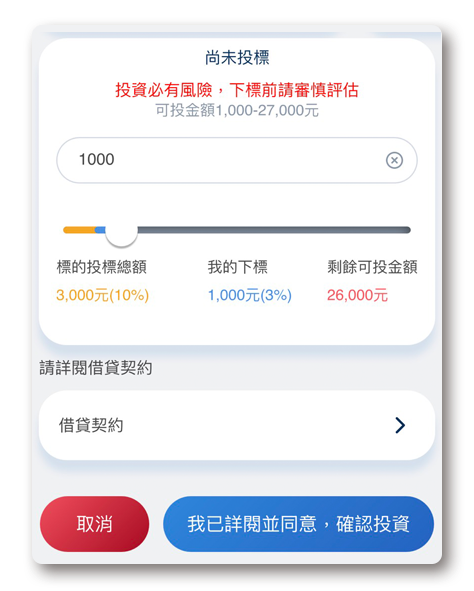 尚未投標
投資必有風險，下標前請審慎評估
可投金額1,000-27,000元
1000
標的投標總額 我的下標 剩餘可投金額
3,000元(10%) 1,000元(3%) 26,000元
請詳閱借貸契約
借貸契約
取消 我已詳閱並同意，確認投資